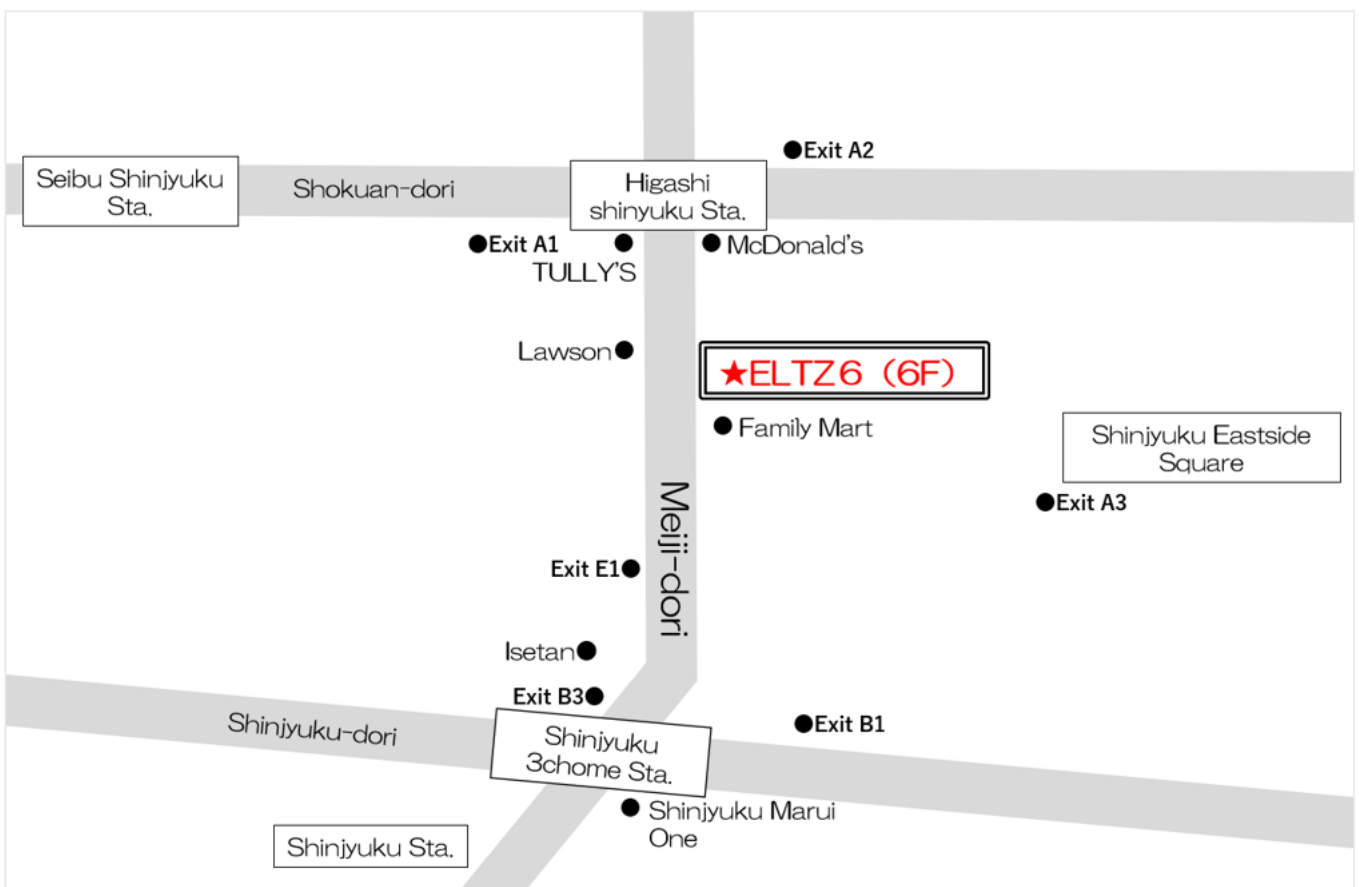 Exit A2
Seibu Shinjyuku
Sta.
Shokuan-dori
Higashi
shinyuku Sta.
Exit A1
TULLY'S
McDonald's
Lawson
★ELTZ6 (6F)
Family Mart
Shinjyuku Eastside
Square
Meiji-dori
Exit A3
Exit E1
Isetan
Exit B3
Shinjyuku-dori
Shinjyuku
3chome Sta.
Exit B1
Shinjyuku Marui
One
Shinjyuku Sta.